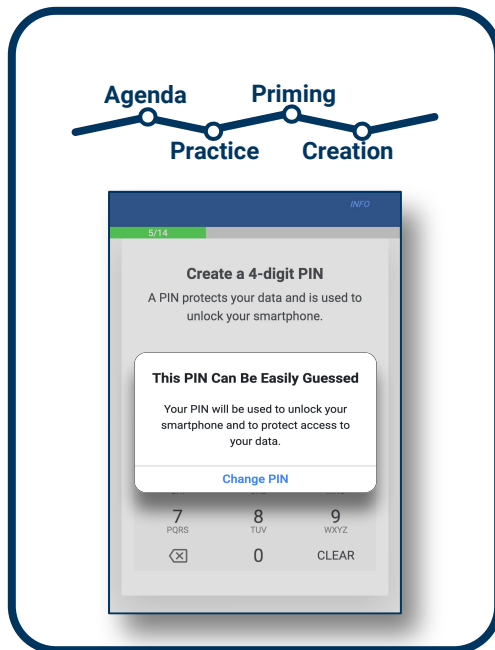 Agenda
Priming
Practice
Creation
INFO
5/14
Create a 4-digit PIN
A PIN protects your data and is used to
unlock your smartphone.
This PIN Can Be Easily Guessed
Your PIN will be used to unlock your
smartphone and to protect access to
your data.
Change PIN
7 8 9
PQRS TUV WXYZ
0 CLEAR